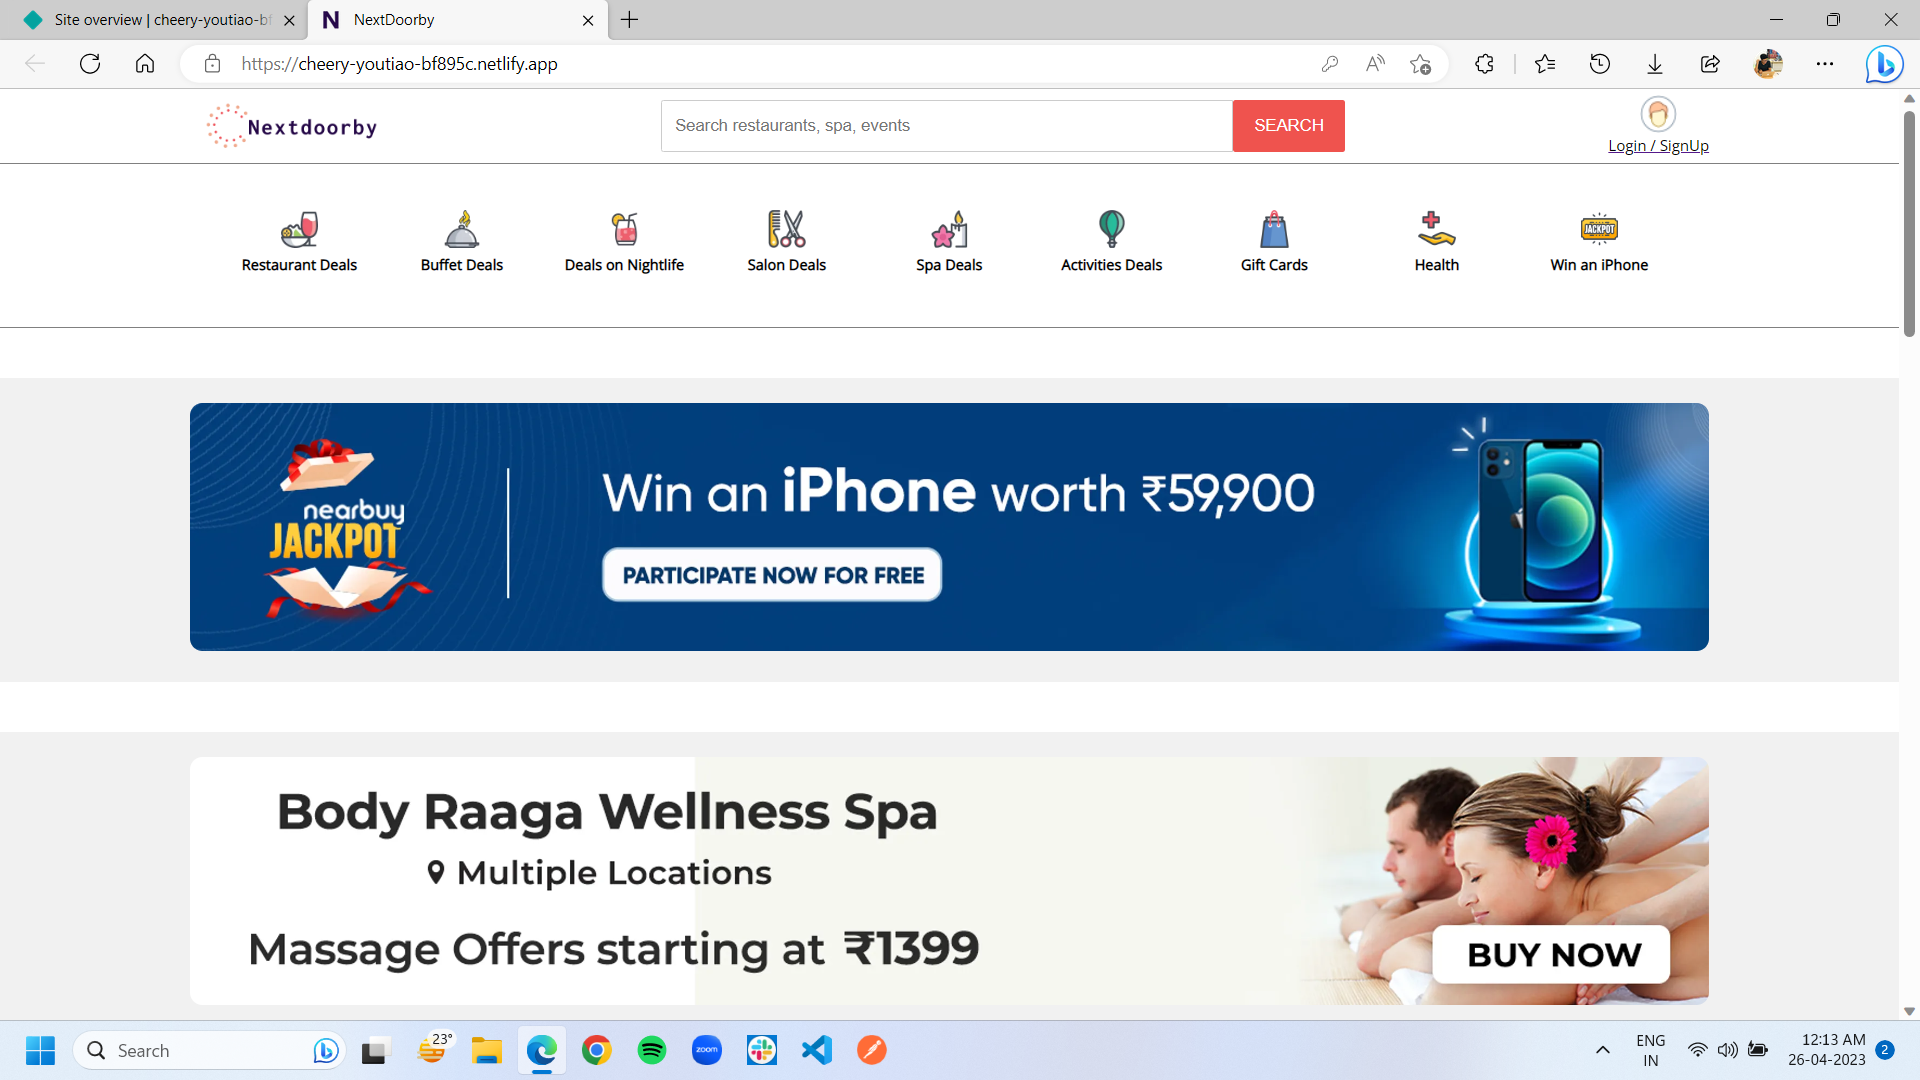 Site overview | cheery-youtiao-bf
NextDoorby
https://cheery-youtiao-bf895c.netlify.app
Nextdoorby
Search restaurants, spa, events
SEARCH
Login / SignUp
Restaurant Deals
Buffet Deals
Deals on Nightlife
Salon Deals
Spa Deals
Activities Deals
Gift Cards
Health
JACKPOT
Win an iPhone
nearbuy
JACKPOT
Win an iPhone worth ₹59,900
PARTICIPATE NOW FOR FREE
Body Raaga Wellness Spa
Multiple Locations
Massage Offers starting at ₹1399
BUY NOW
Search
23°
zoom
ENG
IN
12:13 AM
26-04-2023
2